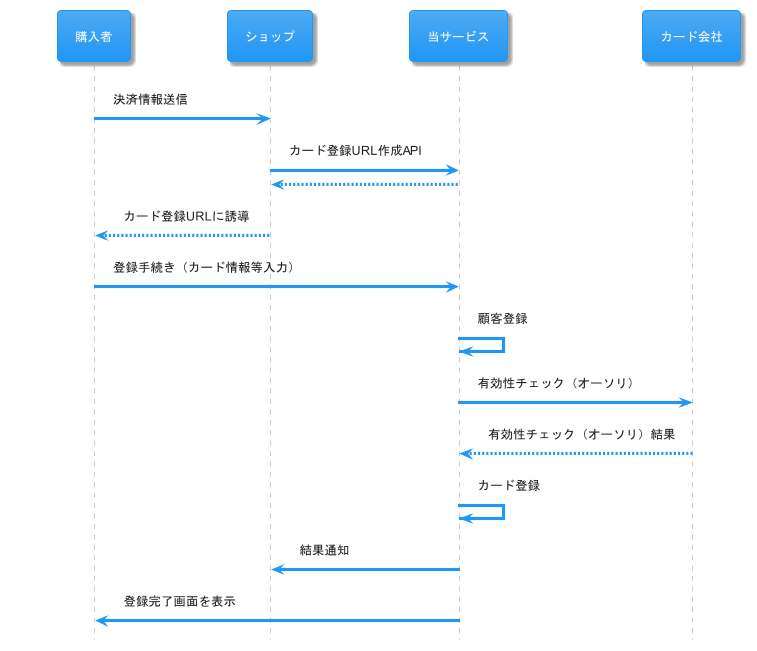 購入者
ショップ
当サービス
カード会社
決済情報送信
カード登録URL作成API
カード登録URLに誘導
登録手続き（カード情報等入力）
顧客登録
有効性チェック（オーソリ）
有効性チェック（オーソリ）結果
カード登録
結果通知
登録完了画面を表示